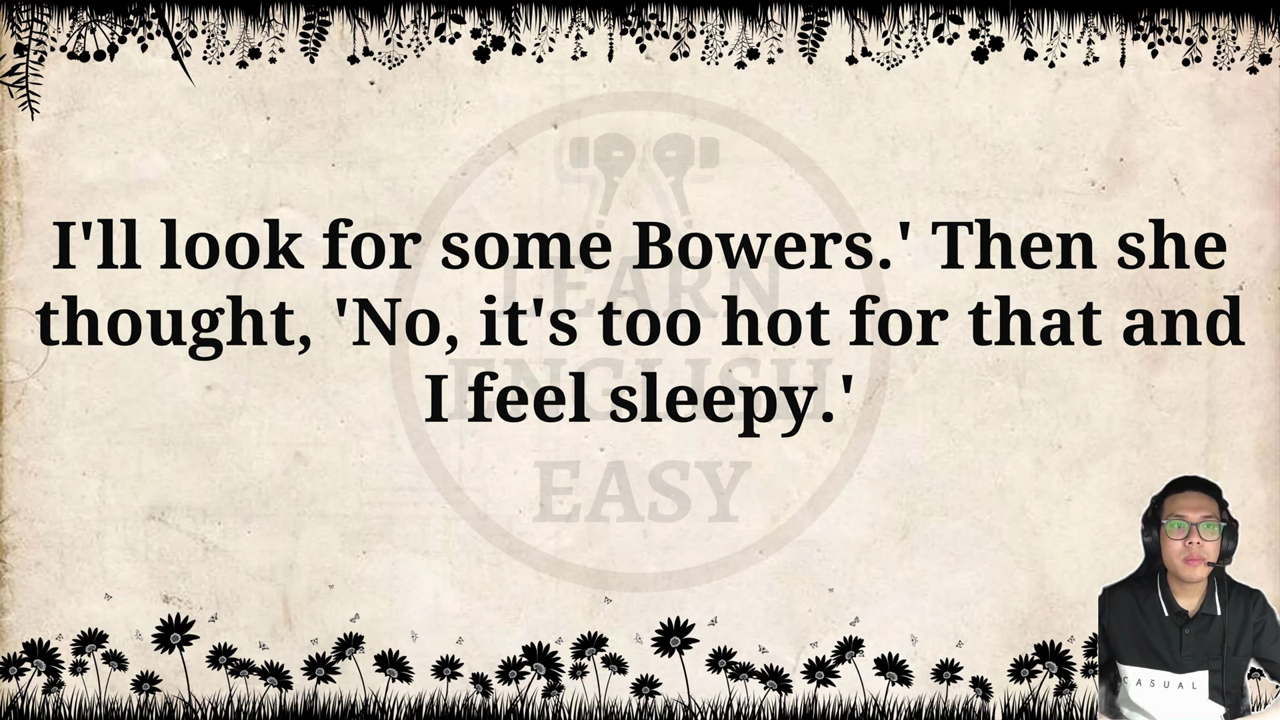 I'll look for some Bowers.' Then she
thought, 'No, it's too hot for that and
I feel sleepy.'
LEARN
ENGLISH
EASY
CASUAL